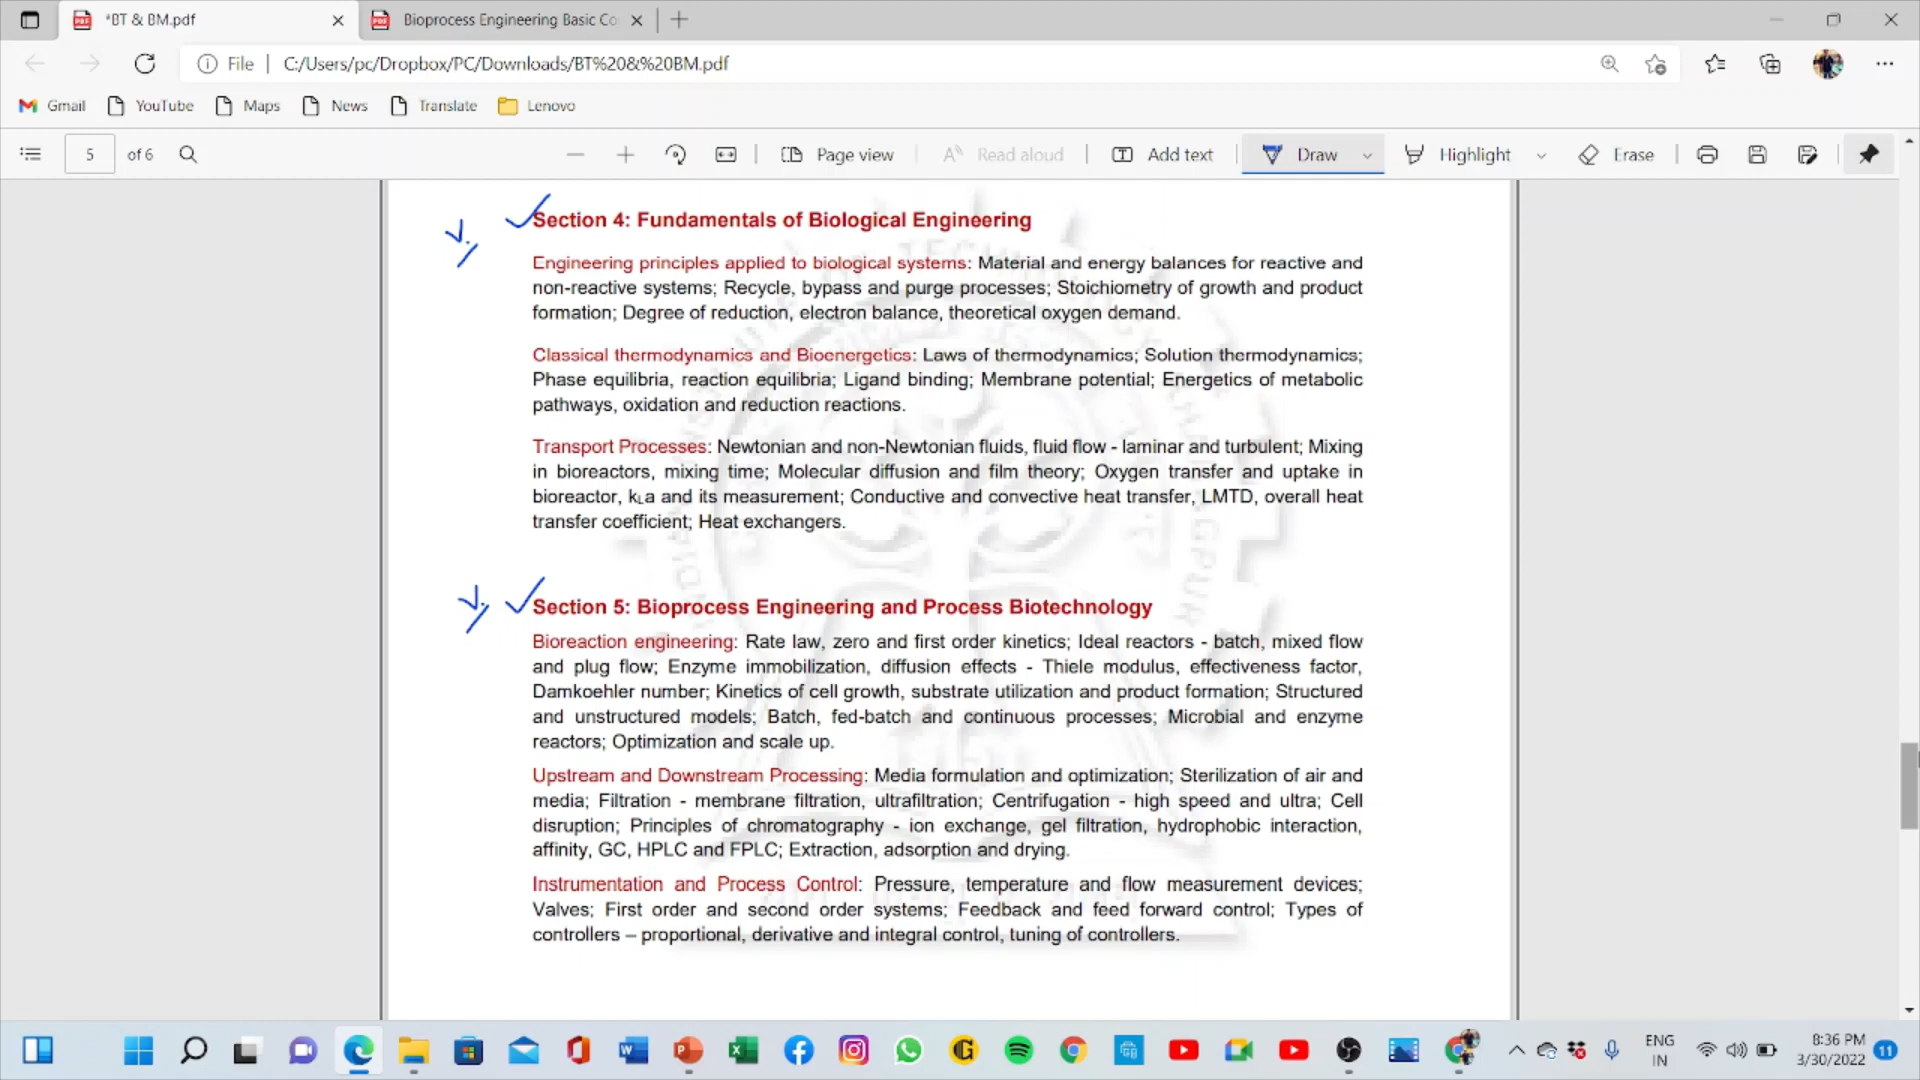 *BT & BM.pdf
Bioprocess Engineering Basic Co
File
C:/Users/pc/Dropbox/PC/Downloads/BT%20&%20BM.pdf
Gmail YouTube Maps News Translate Lenovo
5 of 6 Page view Read aloud Add text Draw Highlight Erase
Section 4: Fundamentals of Biological Engineering
Engineering principles applied to biological systems: Material and energy balances for reactive and
non-reactive systems; Recycle, bypass and purge processes; Stoichiometry of growth and product
formation; Degree of reduction, electron balance, theoretical oxygen demand.
Classical thermodynamics and Bioenergetics: Laws of thermodynamics; Solution thermodynamics;
Phase equilibria, reaction equilibria; Ligand binding; Membrane potential; Energetics of metabolic
pathways, oxidation and reduction reactions.
Transport Processes: Newtonian and non-Newtonian fluids, fluid flow - laminar and turbulent; Mixing
in bioreactors, mixing time; Molecular diffusion and film theory; Oxygen transfer and uptake in
bioreactor, kLa and its measurement; Conductive and convective heat transfer, LMTD, overall heat
transfer coefficient; Heat exchangers.
Section 5: Bioprocess Engineering and Process Biotechnology
Bioreaction engineering: Rate law, zero and first order kinetics; Ideal reactors - batch, mixed flow
and plug flow; Enzyme immobilization, diffusion effects - Thiele modulus, effectiveness factor,
Damkoehler number; Kinetics of cell growth, substrate utilization and product formation; Structured
and unstructured models; Batch, fed-batch and continuous processes; Microbial and enzyme
reactors; Optimization and scale up.
Upstream and Downstream Processing: Media formulation and optimization; Sterilization of air and
media; Filtration - membrane filtration, ultrafiltration; Centrifugation - high speed and ultra; Cell
disruption; Principles of chromatography - ion exchange, gel filtration, hydrophobic interaction,
affinity, GC, HPLC and FPLC; Extraction, adsorption and drying.
Instrumentation and Process Control: Pressure, temperature and flow measurement devices;
Valves; First order and second order systems; Feedback and feed forward control; Types of
controllers – proportional, derivative and integral control, tuning of controllers.
ENG
IN
8:36 PM
3/30/2022
11